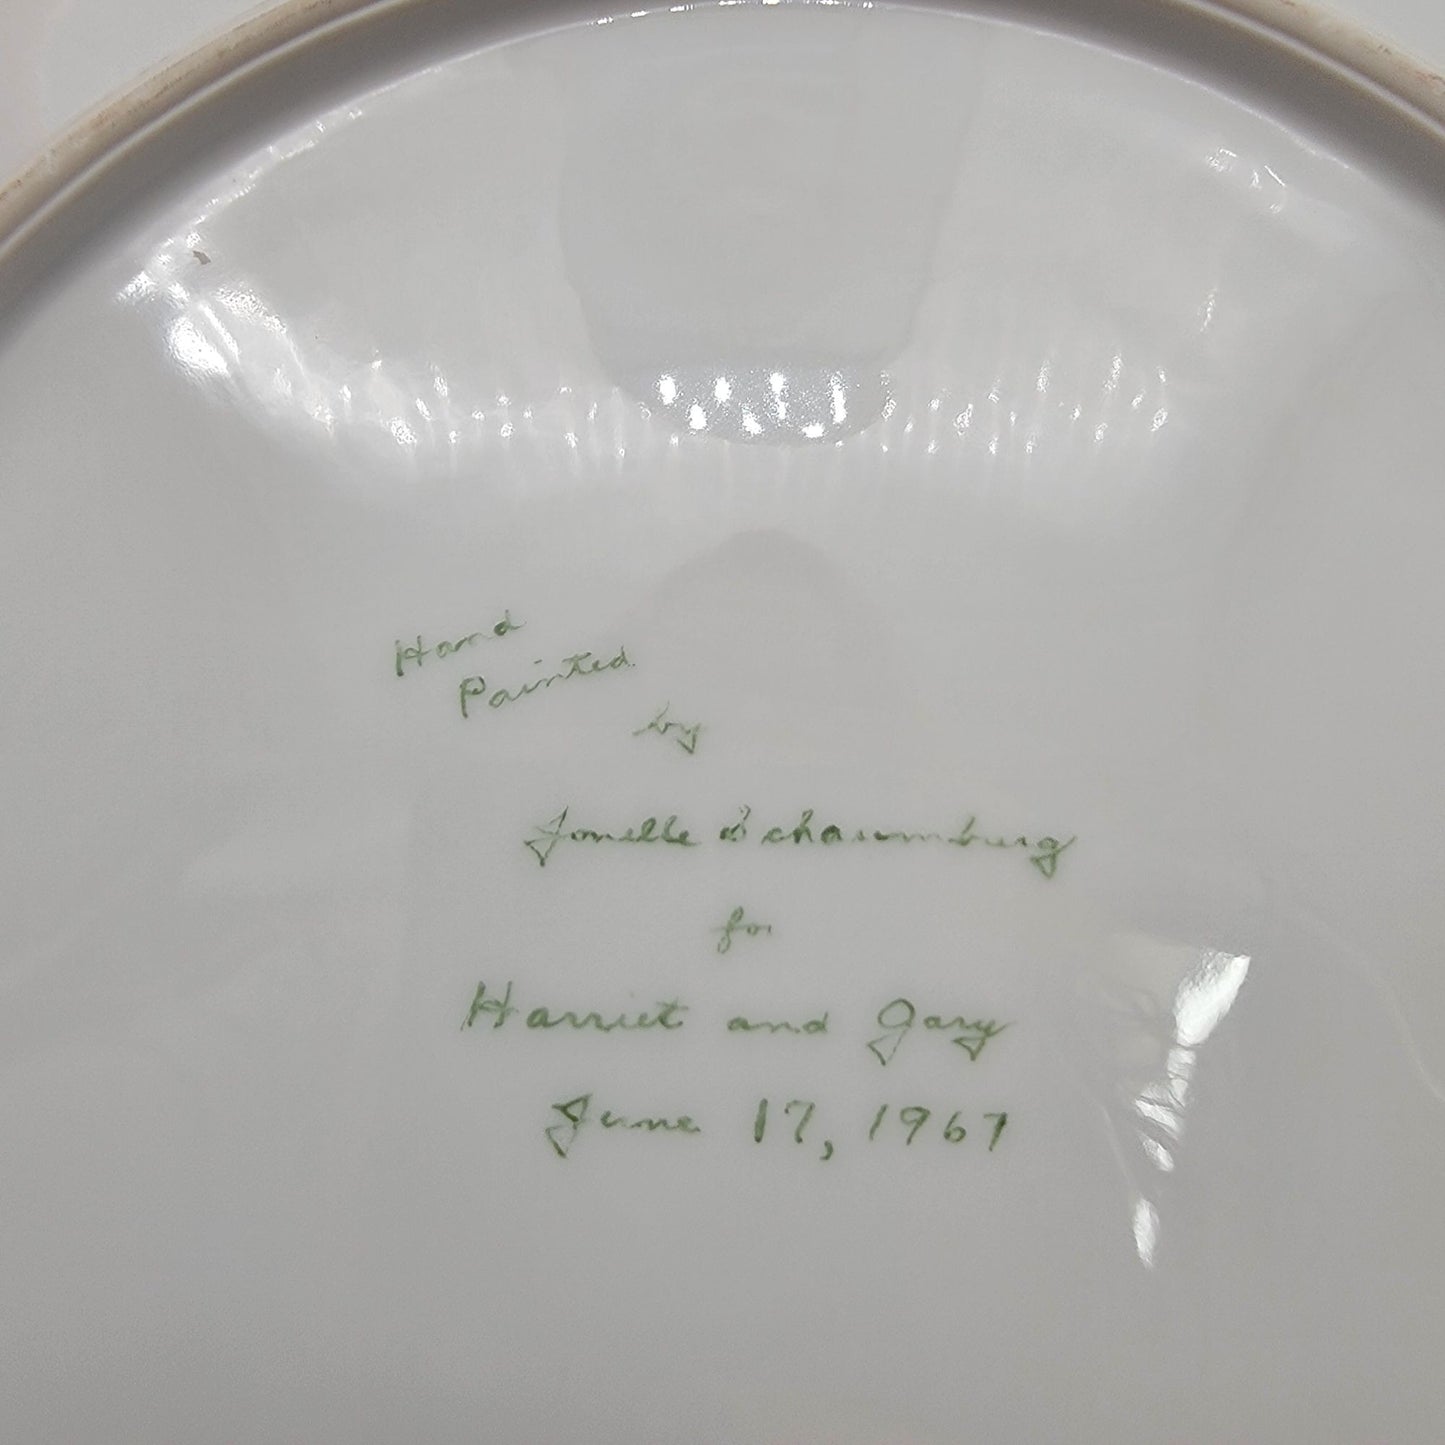 Hand
Painted
by
Jonelle Schaumburg
for
Harriet and Gary
June 17, 1967